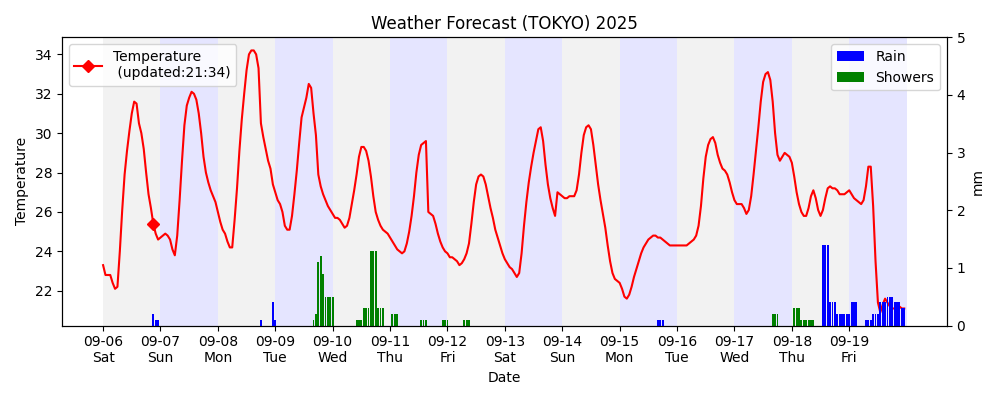 Weather Forecast (TOKYO) 2025
Temperature
(updated:21:34)
Rain
Showers
Temperature
34
32
30
28
26
24
22
5
4
3
2
1
0
mm
09-06 09-07 09-08 09-09 09-10 09-11 09-12 09-13 09-14 09-15 09-16 09-17 09-18 09-19
Sat Sun Mon Tue Wed Thu Fri Sat Sun Mon Tue Wed Thu Fri
Date